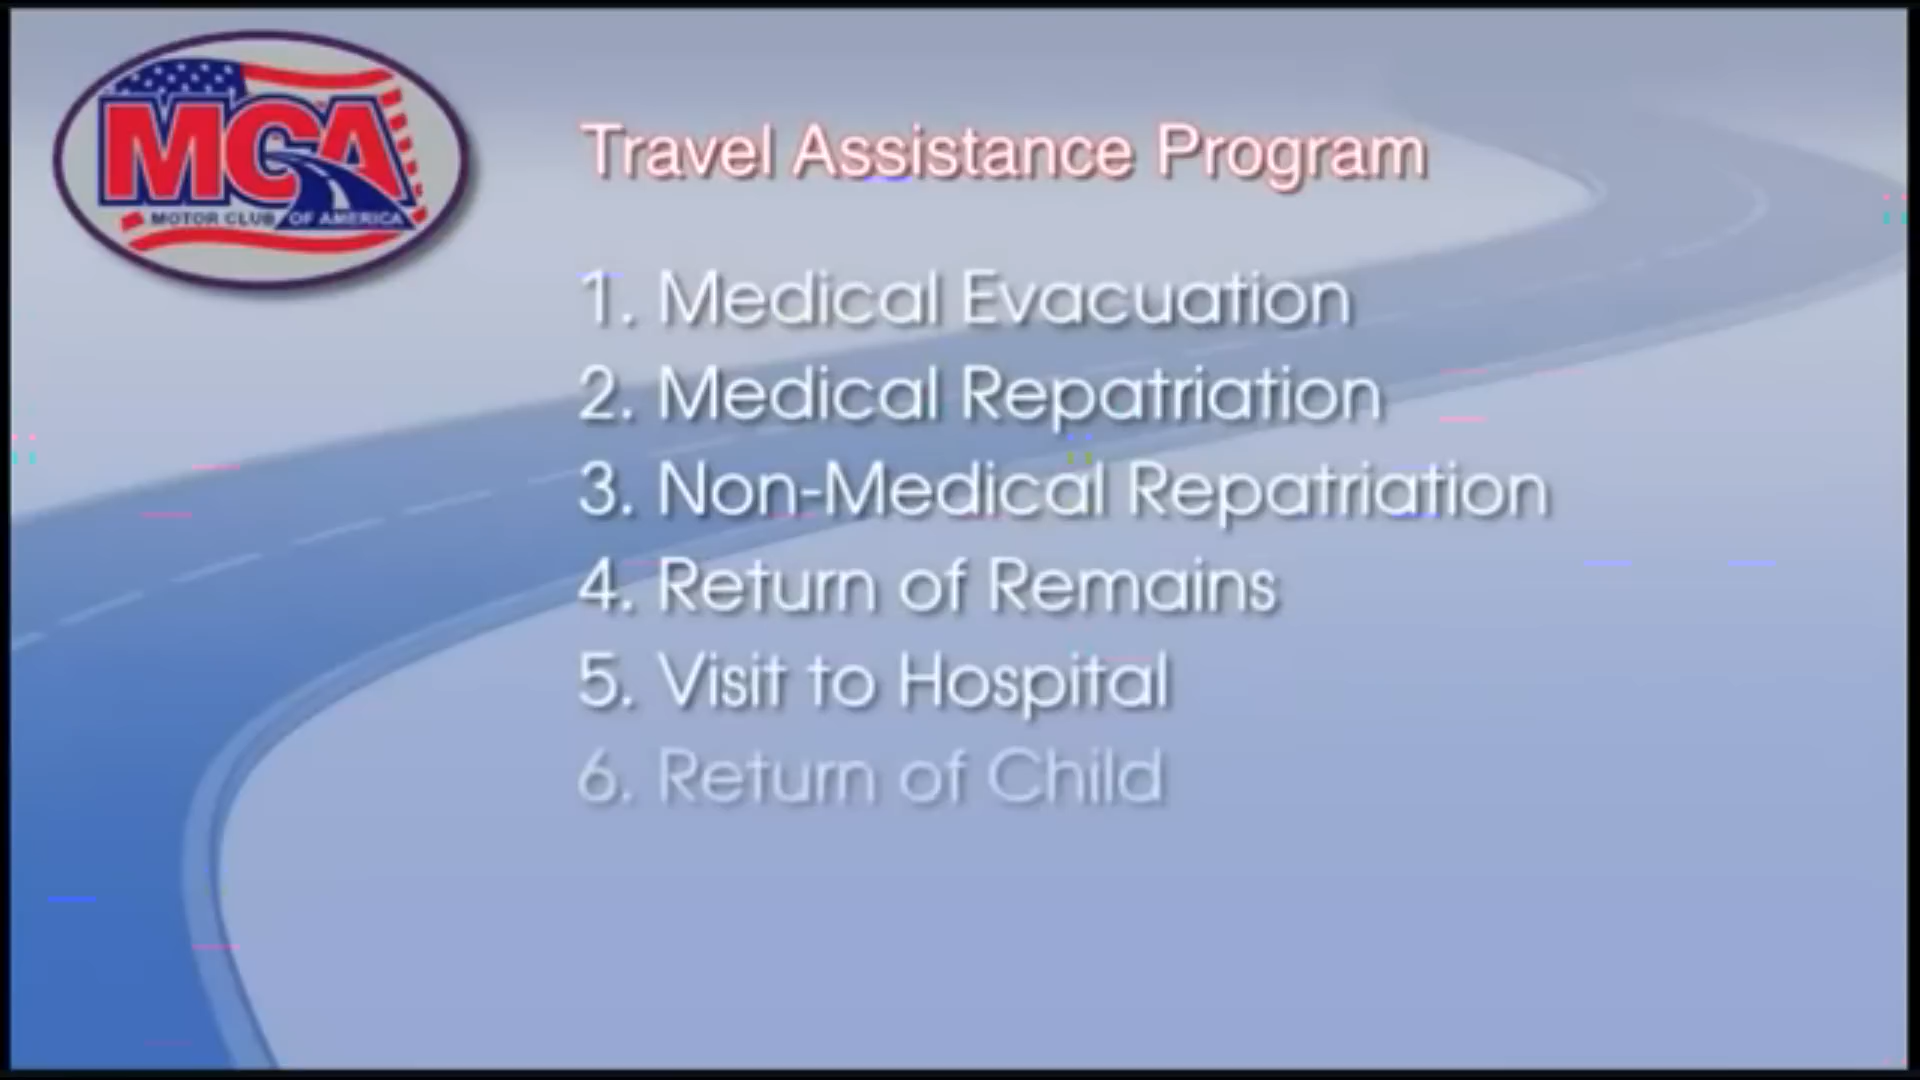 MCA
MOTOR CLUB OF AMERICA
Travel Assistance Program
1. Medical Evacuation
2. Medical Repatriation
3. Non-Medical Repatriation
4. Return of Remains
5. Visit to Hospital
6. Return of Child